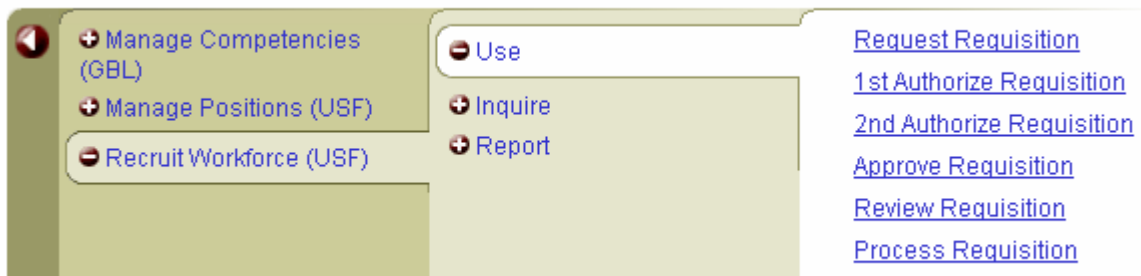 Manage Competencies
(GBL)
Manage Positions (USF)
Recruit Workforce (USF)
Use
Inquire
Report
Request Requisition
1st Authorize Requisition
2nd Authorize Requisition
Approve Requisition
Review Requisition
Process Requisition